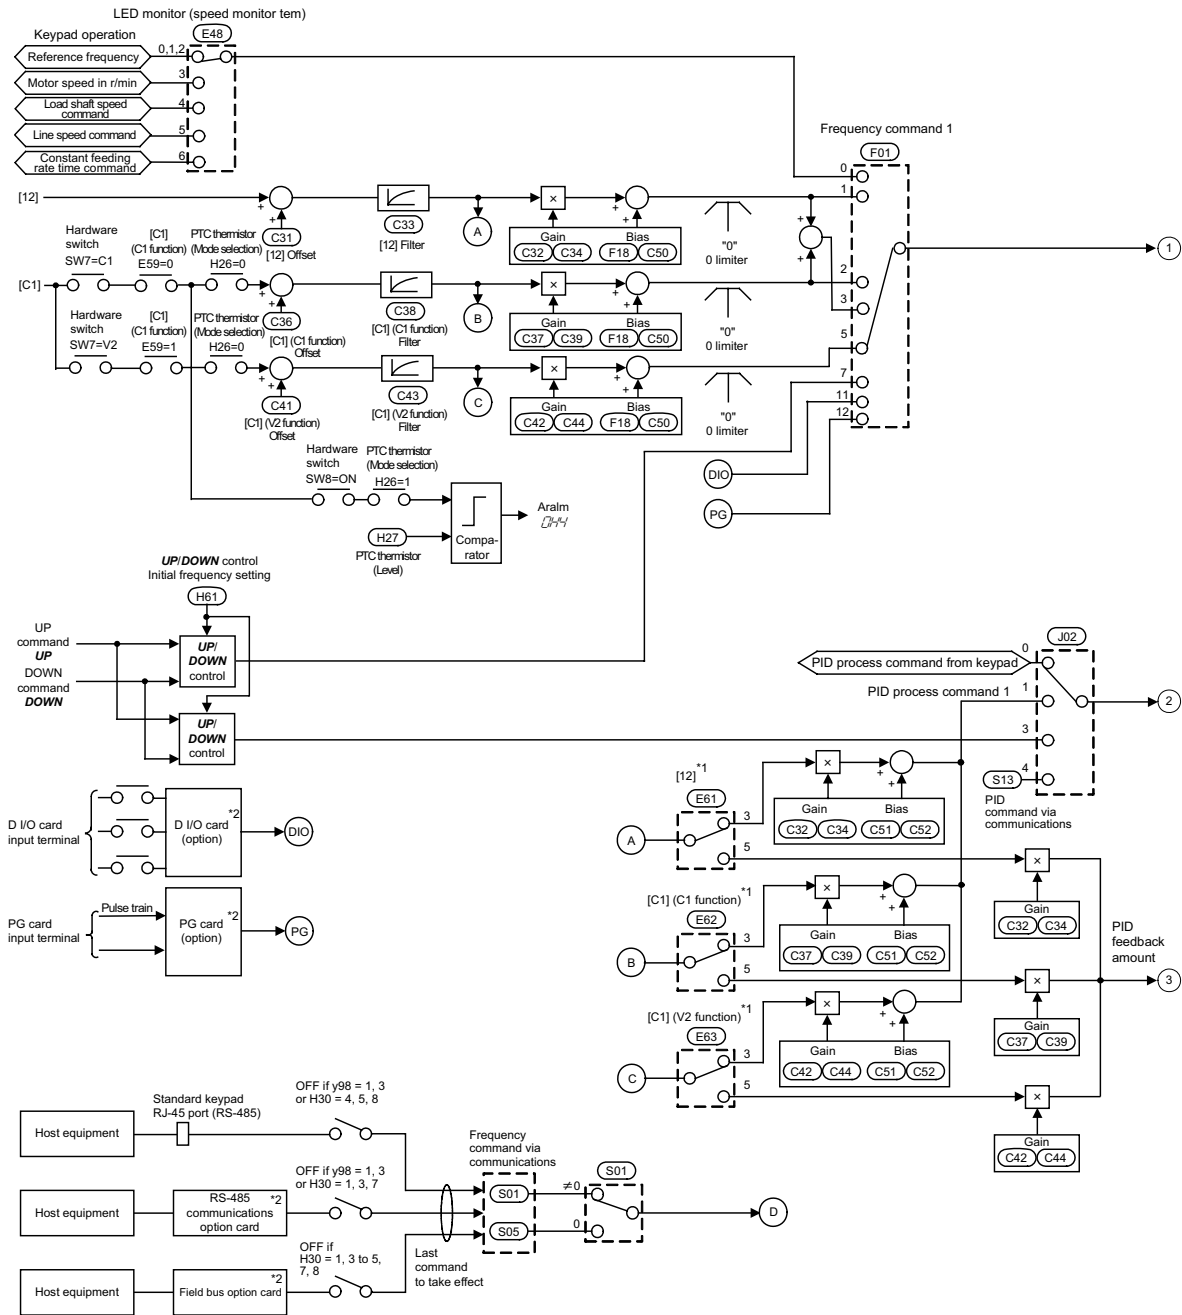 LED monitor (speed monitor tem)
E48
Keypad operation
Reference frequency
0,1,2
Motor speed in r/min
3
Load shaft speed
command
4
Line speed command
5
Constant feeding
rate time command
6
Frequency command 1
F01
0
1
2
3
5
7
11
12
1
[12]
+
+
C31
[12] Offset
C33
[12] Filter
A
×
Gain
C32 C34
+
+
Bias
F18 C50
"0"
0 limiter
+
+
Hardware
switch
SW7=C1
[C1]
(C1 function)
E59=0
PTC thermistor
(Mode selection)
H26=0
[C1]
+
+
C36
[C1] (C1 function)
Offset
C38
[C1] (C1 function)
Filter
B
×
Gain
C37 C39
+
+
Bias
F18 C50
"0"
0 limiter
Hardware
switch
SW7=V2
[C1]
(C1 function)
E59=1
PTC thermistor
(Mode selection)
H26=0
+
+
C41
[C1] (V2 function)
Offset
C43
[C1] (V2 function)
Filter
C
×
Gain
C42 C44
+
+
Bias
F18 C50
"0"
0 limiter
Hardware
switch
SW8=ON
PTC thermistor
(Mode selection)
H26=1
H27
PTC thermistor
(Level)
Compa-
rator
Aralm
0H4
DIO
PG
UP/DOWN control
Initial frequency setting
H61
UP
command
UP
DOWN
command
DOWN
UP/
DOWN
control
UP/
DOWN
control
J02
PID process command from keypad
0
PID process command 1
1
3
4
S13
PID
command via
communications
2
D I/O card
input terminal
D I/O card
(option)
*2
DIO
PG card
input terminal
Pulse train
PG card
(option)
*2
PG
[12]*1
E61
A
3
5
×
+
+
Gain
C32 C34
Bias
C51 C52
×
Gain
C32 C34
[C1] (C1 function)*1
E62
B
3
5
×
+
+
Gain
C37 C39
Bias
C51 C52
×
Gain
C37 C39
PID
feedback
amount
3
[C1] (V2 function)*1
E63
C
3
5
×
+
+
Gain
C42 C44
Bias
C51 C52
×
Gain
C42 C44
Host equipment
Standard keypad
RJ-45 port (RS-485)
OFF if y98 = 1, 3
or H30 = 4, 5, 8
Host equipment
RS-485
communications
option card
*2
OFF if y98 = 1, 3
or H30 = 1, 3, 7
Host equipment
Field bus option card
*2
OFF if
H30 = 1, 3 to 5,
7, 8
Last
command
to take effect
Frequency
command via
communications
S01
S05
≠0
0
S01
D